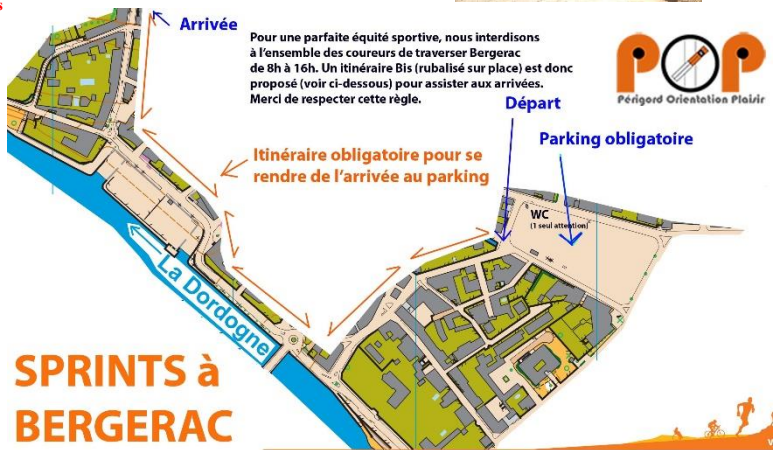 s
Arrivée
Pour une parfaite équité sportive, nous interdisons
à l'ensemble des coureurs de traverser Bergerac
de 8h à 16h. Un itinéraire Bis (rubalisé sur place) est donc
proposé (voir ci-dessous) pour assister aux arrivées.
Merci de respecter cette règle.
POP
Périgord Orientation Plaisir
Départ
Parking obligatoire
Itinéraire obligatoire pour se
rendre de l'arrivée au parking
WC
(1 seul attention)
La Dordogne
SPRINTS à
BERGERAC